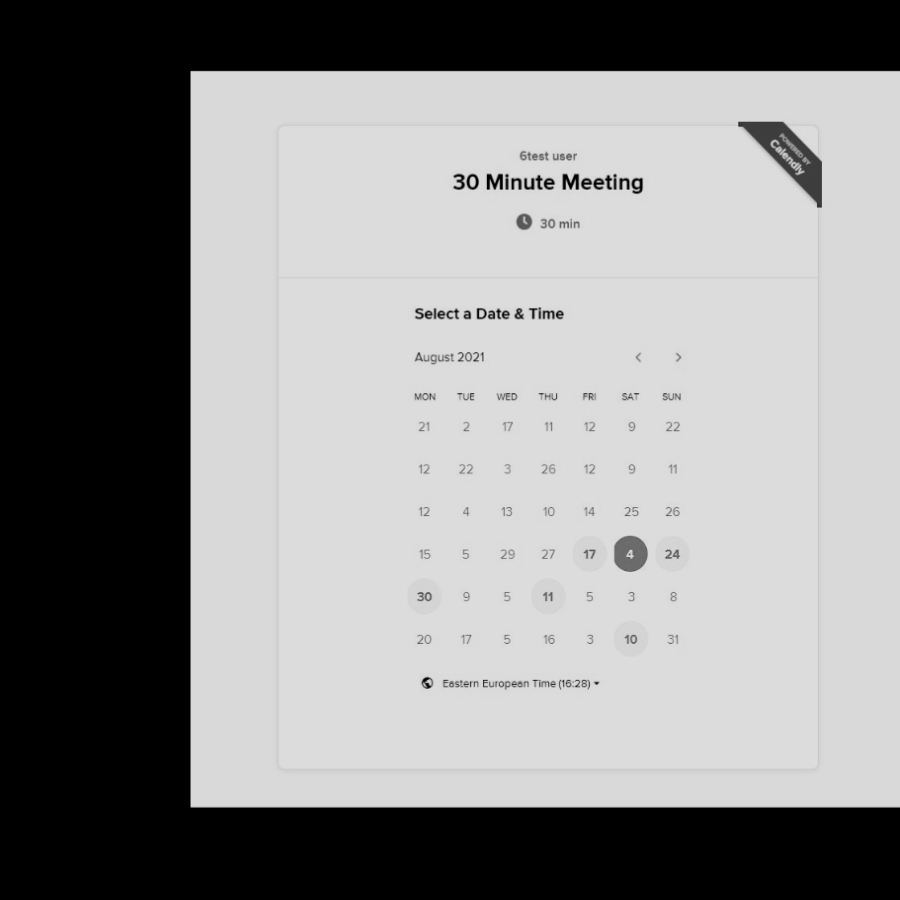 POWERED BY
Calendly
6test user
30 Minute Meeting
30 min
Select a Date & Time
August 2021
MON TUE WED THU FRI SAT SUN
21 2 17 11 12 9 22
12 22 3 26 12 9 11
12 4 13 10 14 25 26
15 5 29 27 17 4 24
30 9 5 11 5 3 8
20 17 5 16 3 10 31
Eastern European Time (16:28)